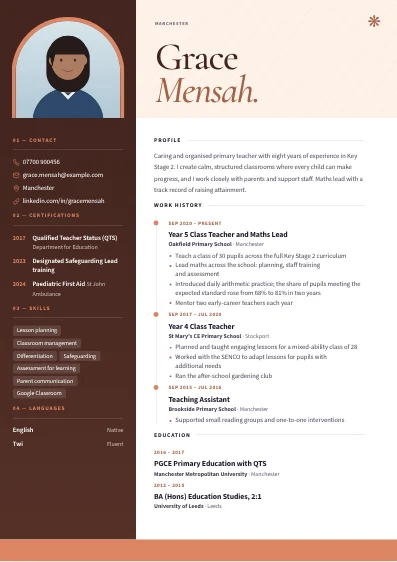 MANCHESTER
Grace
Mensah.
01 — CONTACT
07700 900456
grace.mensah@example.com
Manchester
linkedin.com/in/gracemensah
02 — CERTIFICATIONS
2017 Qualified Teacher Status (QTS)
Department for Education
2023 Designated Safeguarding Lead
training
2024 Paediatric First Aid St John
Ambulance
03 — SKILLS
Lesson planning
Classroom management
Differentiation Safeguarding
Assessment for learning
Parent communication
Google Classroom
04 — LANGUAGES
English Native
Twi Fluent
PROFILE
Caring and organised primary teacher with eight years of experience in Key
Stage 2. I create calm, structured classrooms where every child can make
progress, and I work closely with parents and support staff. Maths lead with a
track record of raising attainment.
WORK HISTORY
SEP 2020 – PRESENT
Year 5 Class Teacher and Maths Lead
Oakfield Primary School · Manchester
• Teach a class of 30 pupils across the full Key Stage 2 curriculum
• Lead maths across the school: planning, staff training
and assessment
• Introduced daily arithmetic practice; the share of pupils meeting the
expected standard rose from 68% to 81% in two years
• Mentor two early-career teachers each year
SEP 2017 – JUL 2020
Year 4 Class Teacher
St Mary's CE Primary School · Stockport
• Planned and taught engaging lessons for a mixed-ability class of 28
• Worked with the SENCO to adapt lessons for pupils with
additional needs
• Ran the after-school gardening club
SEP 2015 – JUL 2016
Teaching Assistant
Brookside Primary School · Manchester
• Supported small reading groups and one-to-one interventions
EDUCATION
2016 – 2017
PGCE Primary Education with QTS
Manchester Metropolitan University · Manchester
2012 – 2015
BA (Hons) Education Studies, 2:1
University of Leeds · Leeds